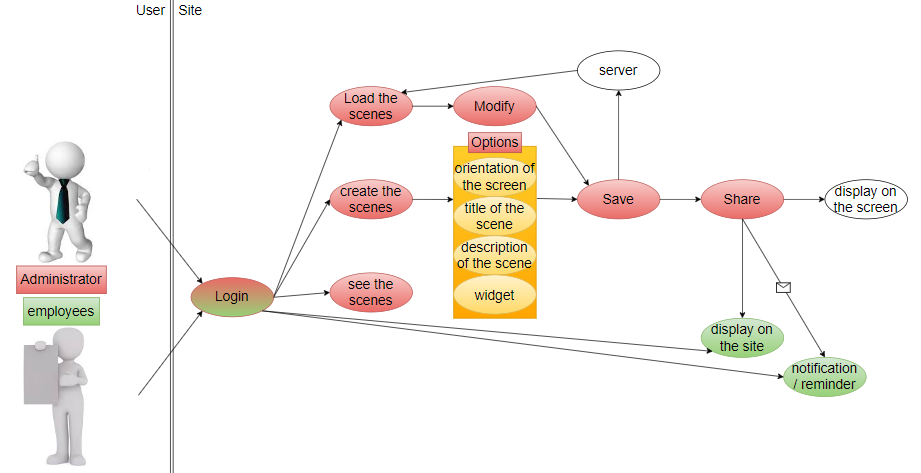 User
Site
server
Load the
scenes
Modify
Options
orientation of
the screen
create the
scenes
title of the
scene
Save
Share
display on
the screen
description
of the scene
see the
scenes
widget
Administrator
Login
employees
display on
the site
notification
/ reminder